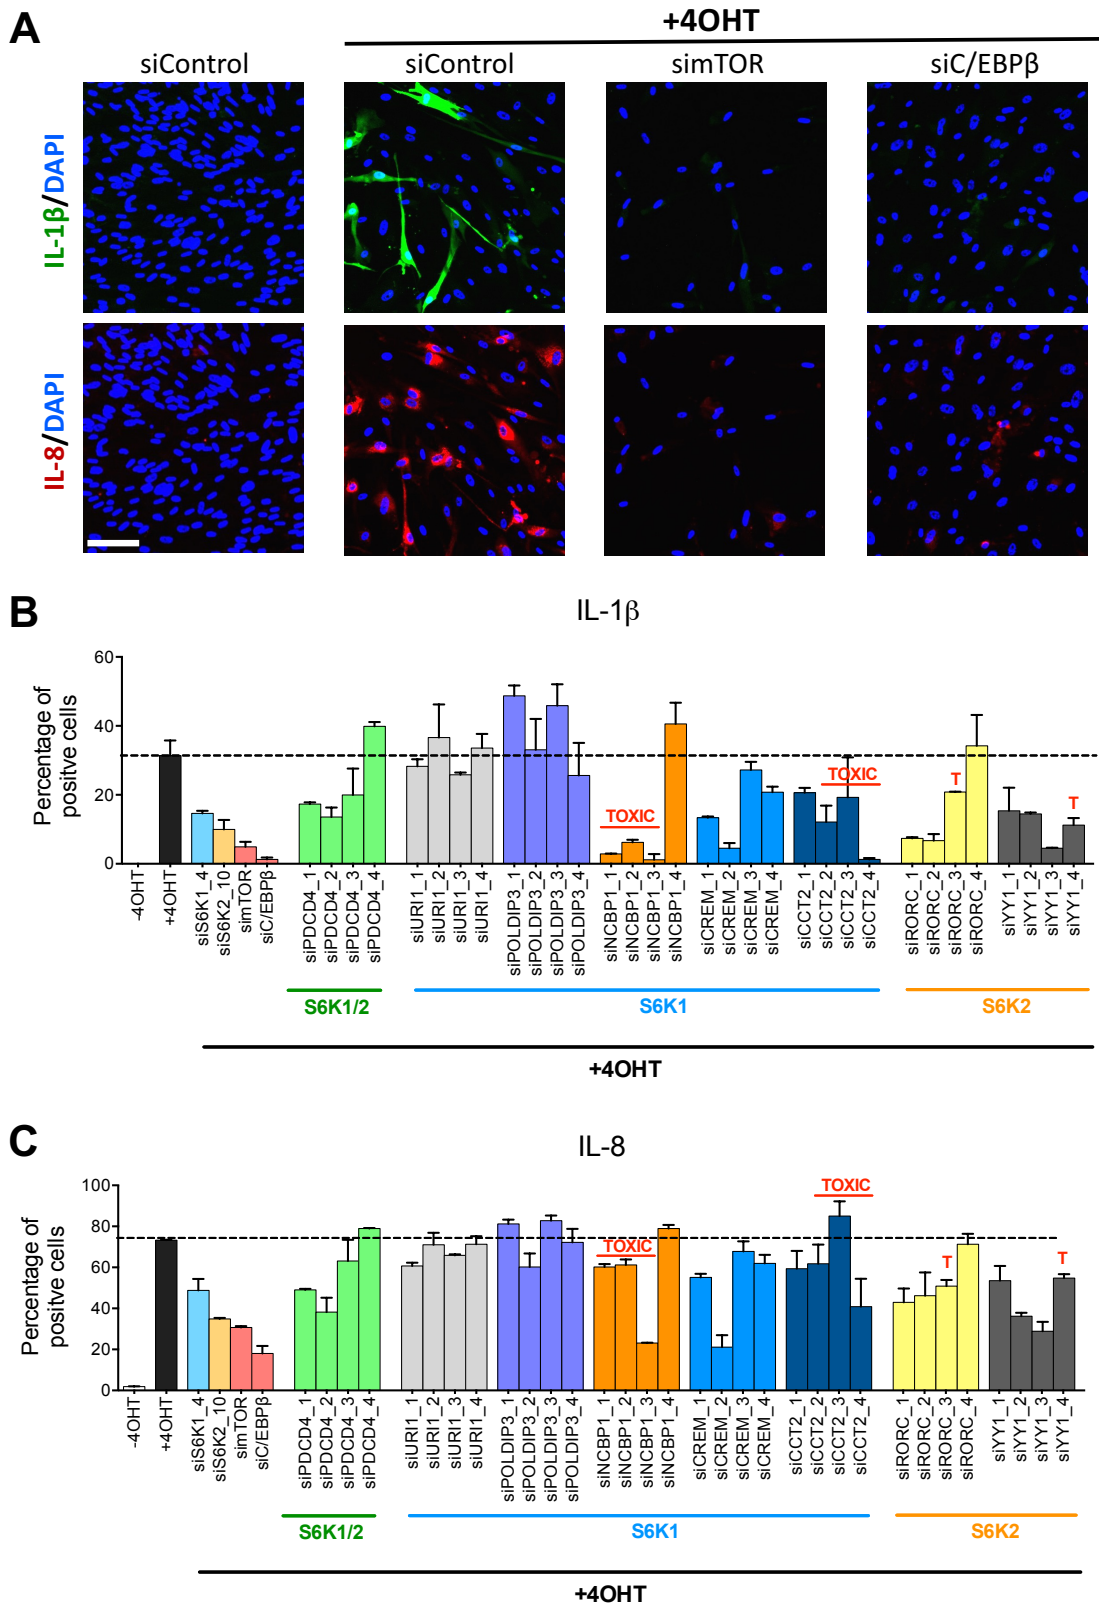 A
+4OHT
siControl
siControl
simTOR
siC/EBPβ
IL-1β/DAPI
IL-8/DAPI
B
IL-1β
Percentage of
positve cells
60
40
20
0
TOXIC
TOXIC
T
T
-4OHT
+4OHT
siS6K1_4
siS6K2_10
simTOR
siC/EBPβ
siPDCD4_1
siPDCD4_2
siPDCD4_3
siPDCD4_4
siURI1_1
siURI1_2
siURI1_3
siURI1_4
siPOLDIP3_1
siPOLDIP3_2
siPOLDIP3_3
siPOLDIP3_4
siNCBP1_1
siNCBP1_2
siNCBP1_3
siNCBP1_4
siCREM_1
siCREM_2
siCREM_3
siCREM_4
siCCT2_1
siCCT2_2
siCCT2_3
siCCT2_4
siRORC_1
siRORC_2
siRORC_3
siRORC_4
siYY1_1
siYY1_2
siYY1_3
siYY1_4
S6K1/2
S6K1
S6K2
+4OHT
C
IL-8
Percentage of
positve cells
100
80
60
40
20
0
TOXIC
TOXIC
T
T
-4OHT
+4OHT
siS6K1_4
siS6K2_10
simTOR
siC/EBPβ
siPDCD4_1
siPDCD4_2
siPDCD4_3
siPDCD4_4
siURI1_1
siURI1_2
siURI1_3
siURI1_4
siPOLDIP3_1
siPOLDIP3_2
siPOLDIP3_3
siPOLDIP3_4
siNCBP1_1
siNCBP1_2
siNCBP1_3
siNCBP1_4
siCREM_1
siCREM_2
siCREM_3
siCREM_4
siCCT2_1
siCCT2_2
siCCT2_3
siCCT2_4
siRORC_1
siRORC_2
siRORC_3
siRORC_4
siYY1_1
siYY1_2
siYY1_3
siYY1_4
S6K1/2
S6K1
S6K2
+4OHT